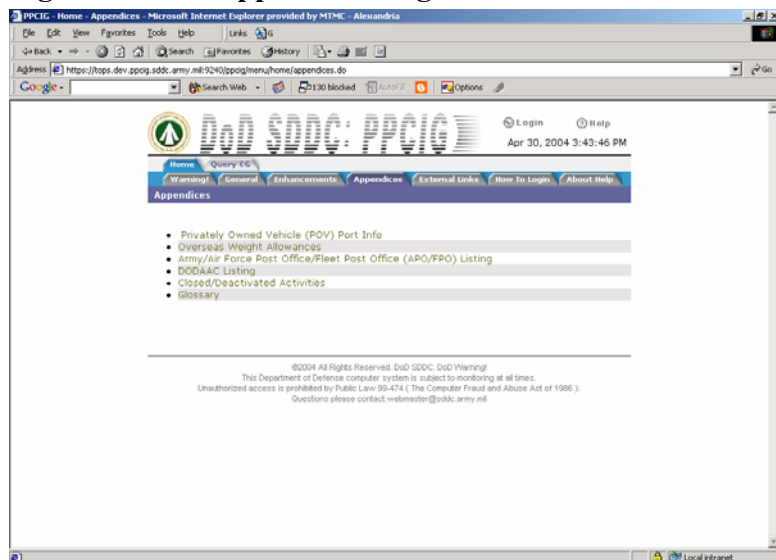 PPCIG - Home - Appendices - Microsoft Internet Explorer provided by MTMC - Alexandria
File Edit View Favorites Tools Help Links G
Back Search Favorites History
Address https://tops.dev.ppcig.sddc.army.mil:9240/ppcig/menu/home/appendices.do Go
Google - Search Web 2130 blocked AutoFill Options
DoD SDDC: PPCIG
Login Help
Apr 30, 2004 3:43:46 PM
Home Query CG
Warning! General Enhancements Appendices External Links How To Login About Help
Appendices
• Privately Owned Vehicle (POV) Port Info
• Overseas Weight Allowances
• Army/Air Force Post Office/Fleet Post Office (APO/FPO) Listing
• DODAAC Listing
• Closed/Deactivated Activities
• Glossary
©2004 All Rights Reserved. DoD SDDC. DoD Warning!
This Department of Defense computer system is subject to monitoring at all times.
Unauthorized access is prohibited by Public Law 99-474 ( The Computer Fraud and Abuse Act of 1986 ).
Questions please contact webmaster@sddc.army.mil
Local intranet